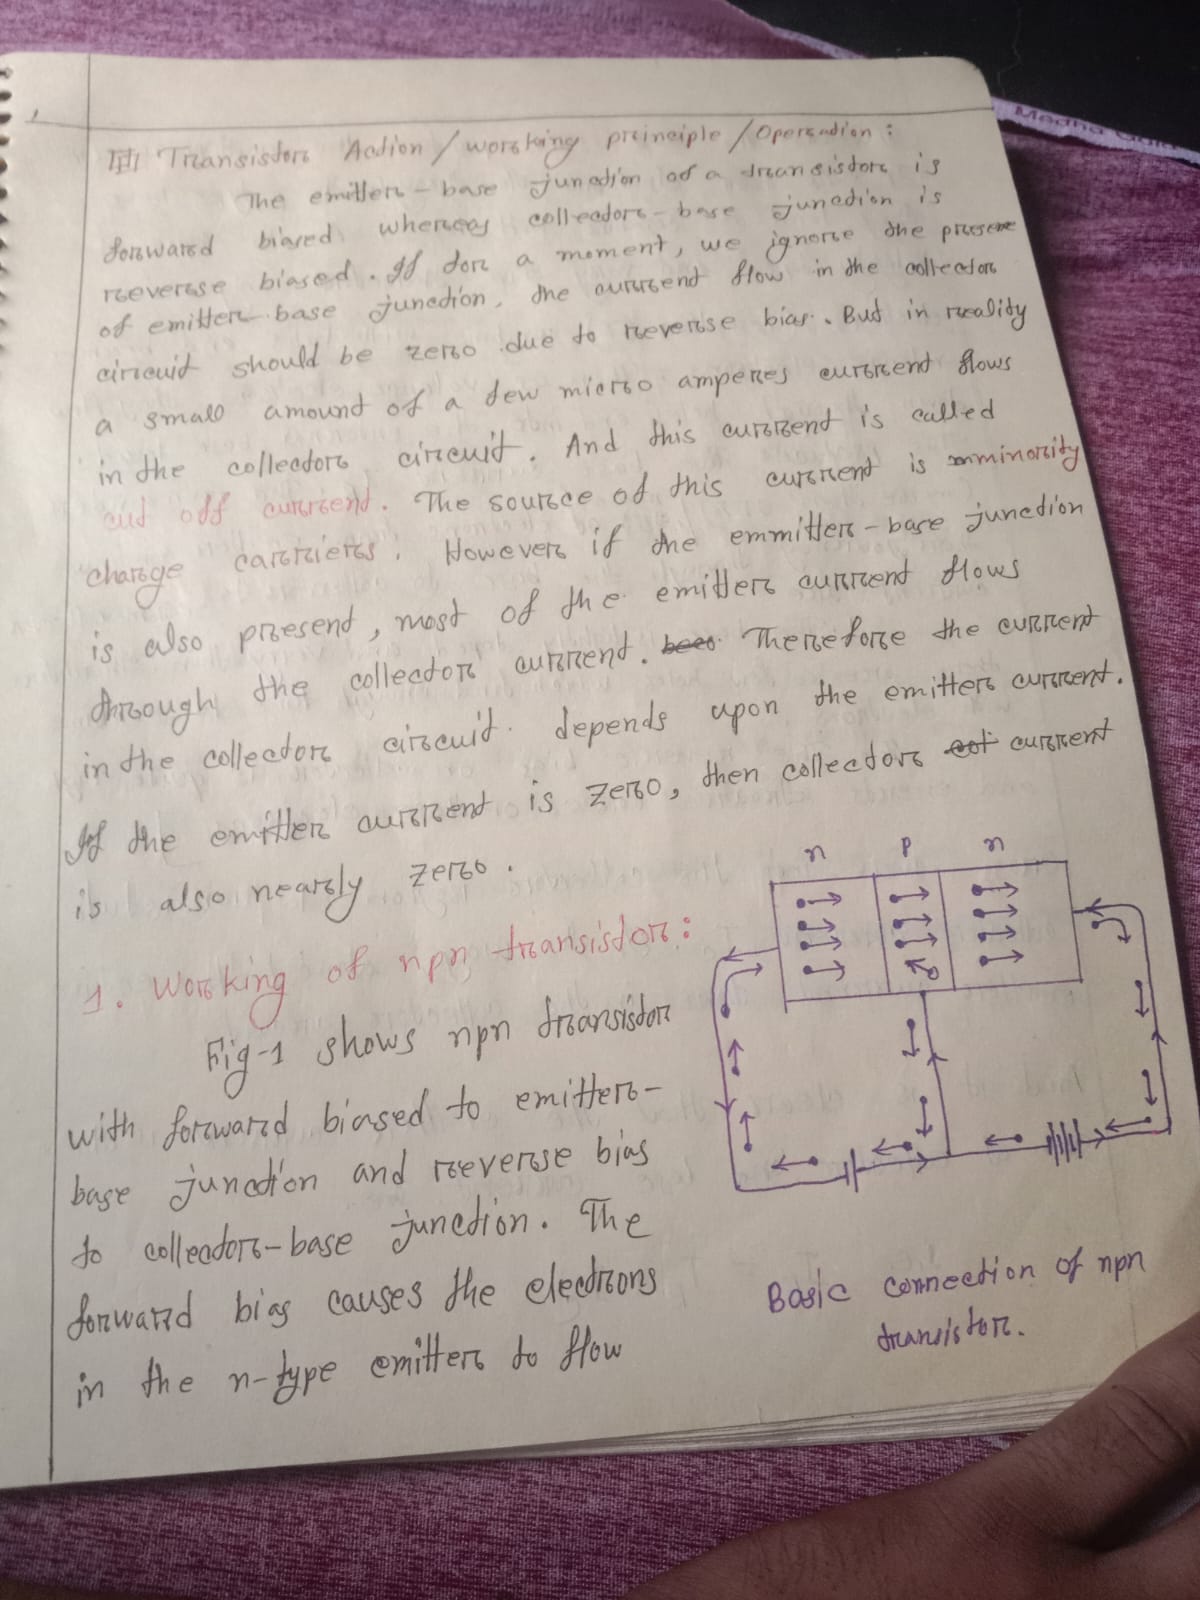 Transistor Action / working principle / Operation :
The emitter-base junction of a transistor is
forward biased whereas collector-base junction is
reverse biased. If for a moment, we ignore the presence
of emitter base junction, the current flow in the collector
circuit should be zero due to reverse bias. But in reality
a small amount of a few micro amperes current flows
in the collector circuit. And this current is called
cut off current. The source of this current is minority
charge carriers. However if the emmitter-base junction
is also present, most of the emitter current flows
through the collector current. Therefore the current
in the collector circuit depends upon the emitter current.
If the emitter current is zero, then collector current
is also nearly zero.
n p n
1. Working of npn transistor:
Fig-1 shows npn transistor
with forward biased to emitter-
base junction and reverse bias
to collector-base junction. The
forward bias causes the electrons
in the n-type emitter to flow
Basic connection of npn
transistor.